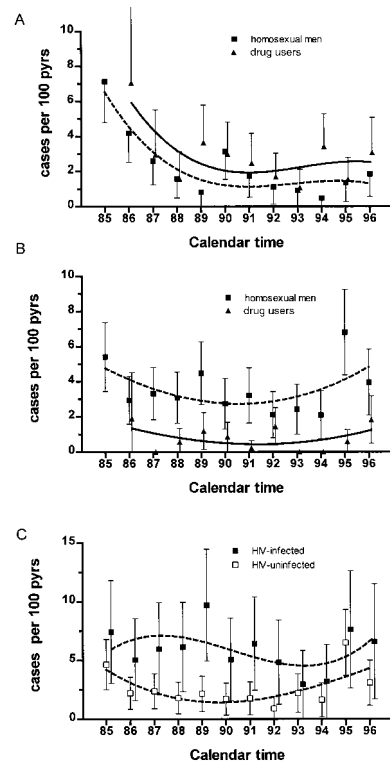 A
cases per 100 pyrs
10
8
6
4
2
0
homosexual men
drug users
85 86 87 88 89 90 91 92 93 94 95 96
Calendar time
B
cases per 100 pyrs
10
8
6
4
2
0
homosexual men
drug users
85 86 87 88 89 90 91 92 93 94 95 96
Calendar time
C
cases per 100 pyrs
15
10
5
0
HIV-infected
HIV-uninfected
85 86 87 88 89 90 91 92 93 94 95 96
Calendar time